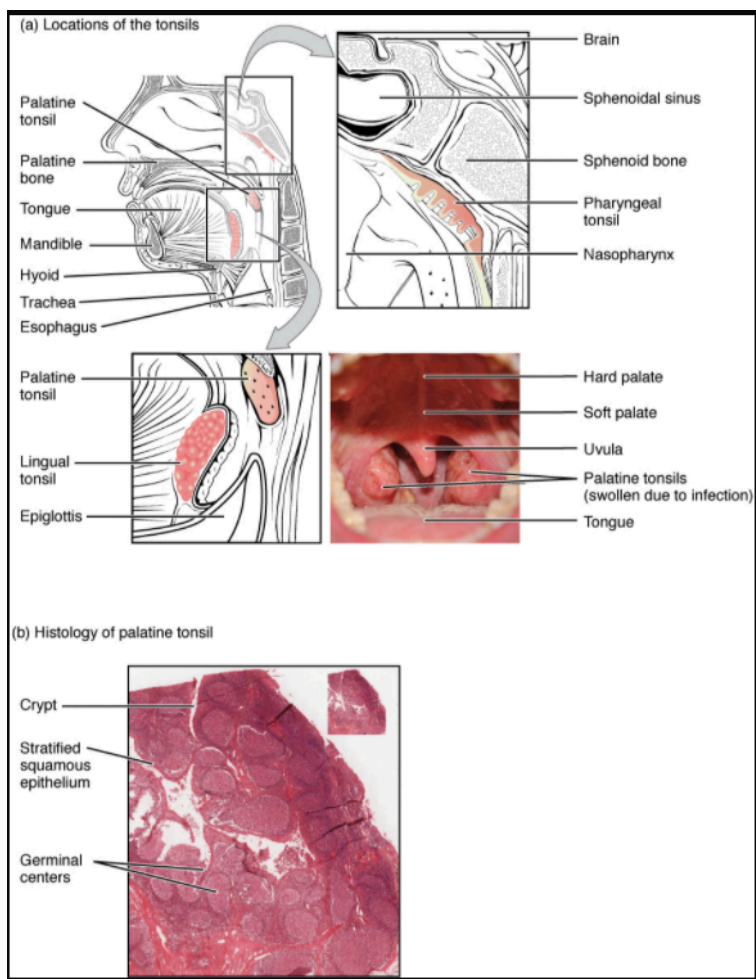 (a) Locations of the tonsils
Palatine
tonsil
Palatine
bone
Tongue
Mandible
Hyoid
Trachea
Esophagus
Brain
Sphenoidal sinus
Sphenoid bone
Pharyngeal
tonsil
Nasopharynx
Palatine
tonsil
Lingual
tonsil
Epiglottis
Hard palate
Soft palate
Uvula
Palatine tonsils
(swollen due to infection)
Tongue
(b) Histology of palatine tonsil
Crypt
Stratified
squamous
epithelium
Germinal
centers